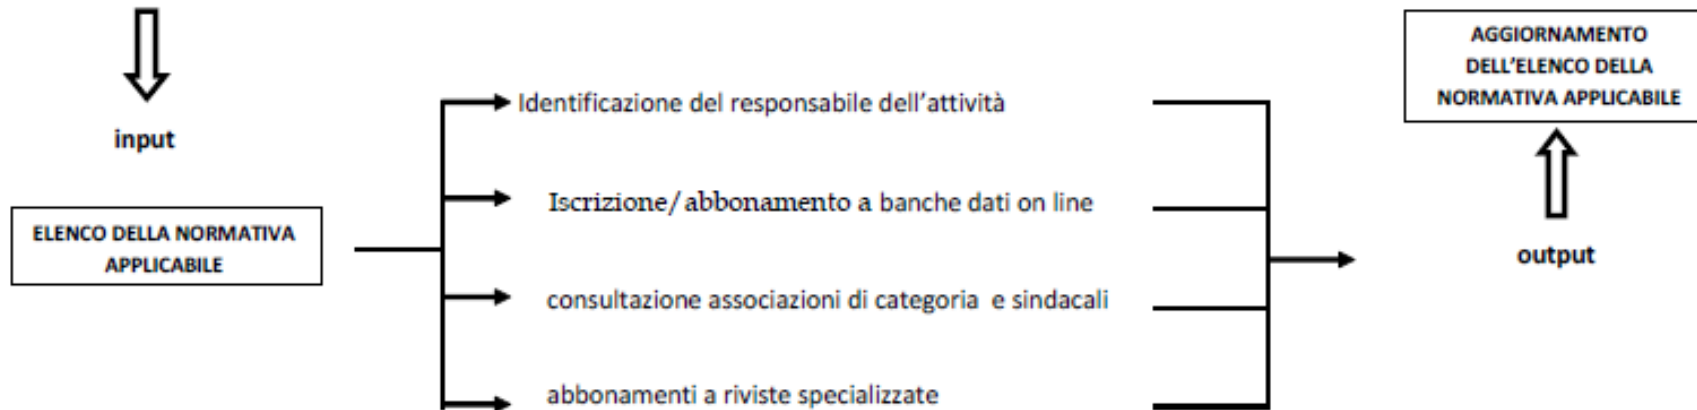 input
ELENCO DELLA NORMATIVA
APPLICABILE
Identificazione del responsabile dell’attività
Iscrizione/abbonamento a banche dati on line
consultazione associazioni di categoria e sindacali
abbonamenti a riviste specializzate
AGGIORNAMENTO
DELL’ELENCO DELLA
NORMATIVA APPLICABILE
output